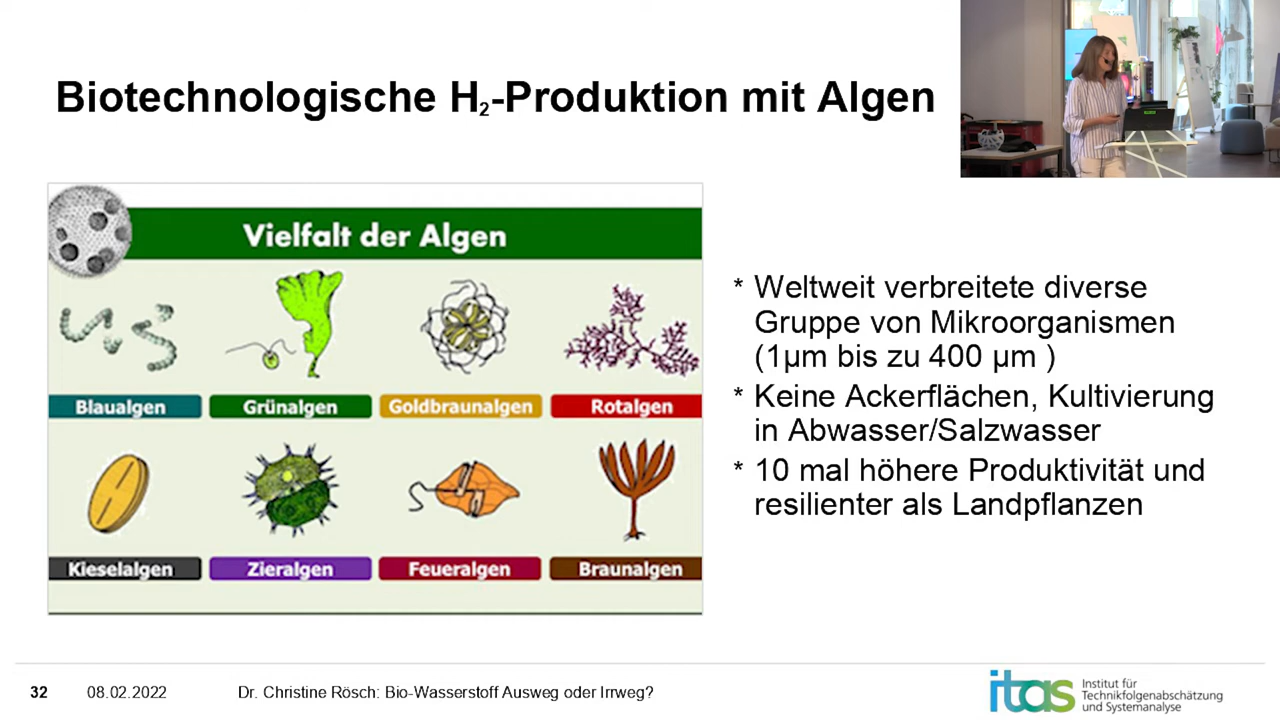 Biotechnologische H₂-Produktion mit Algen
Vielfalt der Algen
Blaualgen
Grünalgen
Goldbraunalgen
Rotalgen
Kieselalgen
Zieralgen
Feueralgen
Braunalgen
* Weltweit verbreitete diverse
Gruppe von Mikroorganismen
(1µm bis zu 400 µm )
* Keine Ackerflächen, Kultivierung
in Abwasser/Salzwasser
* 10 mal höhere Produktivität und
resilienter als Landpflanzen
32 08.02.2022 Dr. Christine Rösch: Bio-Wasserstoff Ausweg oder Irrweg?
itas
Institut für
Technikfolgenabschätzung
und Systemanalyse